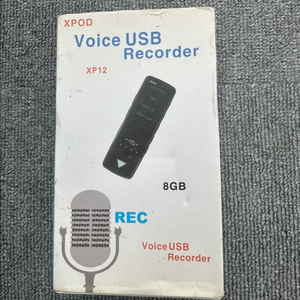 XPOD
Voice USB
Recorder
XP12
8GB
REC
Voice USB
Recorder